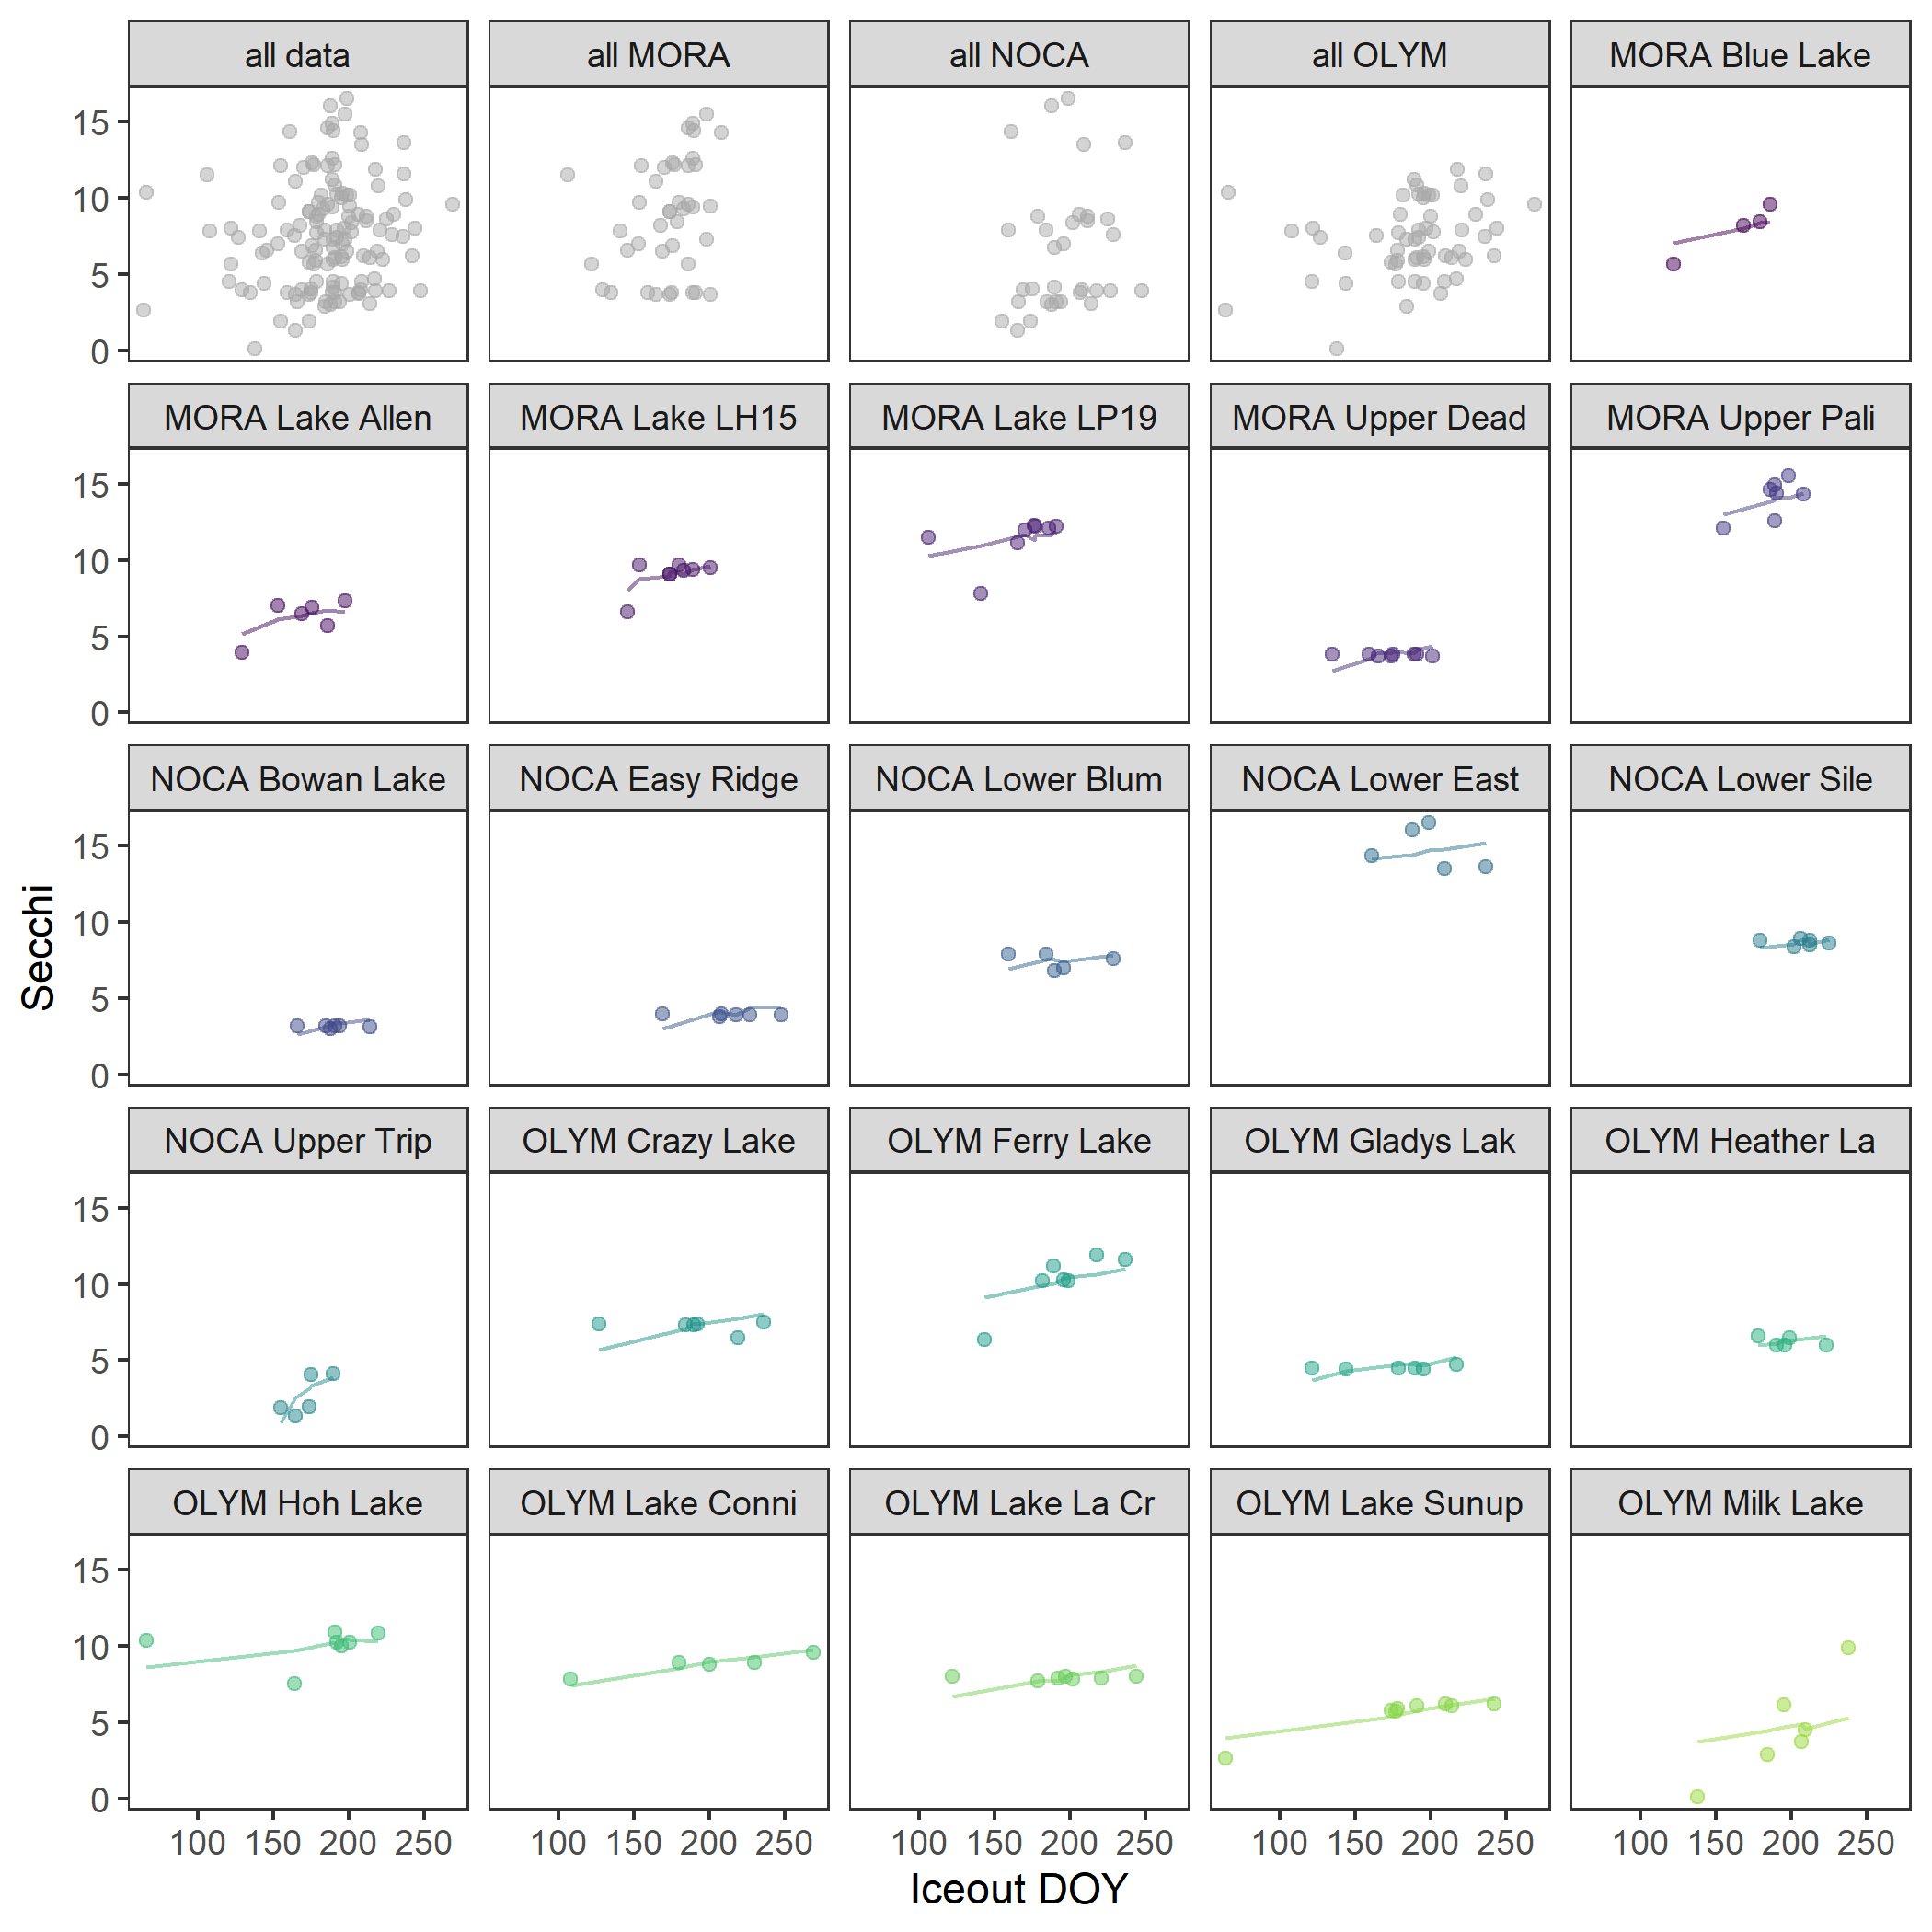 all data
all MORA
all NOCA
all OLYM
MORA Blue Lake
15
10
5
0
MORA Lake Allen
MORA Lake LH15
MORA Lake LP19
MORA Upper Dead
MORA Upper Pali
15
10
5
0
NOCA Bowan Lake
NOCA Easy Ridge
NOCA Lower Blum
NOCA Lower East
NOCA Lower Sile
15
10
5
0
Secchi
NOCA Upper Trip
OLYM Crazy Lake
OLYM Ferry Lake
OLYM Gladys Lak
OLYM Heather La
15
10
5
0
OLYM Hoh Lake
OLYM Lake Conni
OLYM Lake La Cr
OLYM Lake Sunup
OLYM Milk Lake
15
10
5
0
100 150 200 250
100 150 200 250
100 150 200 250
100 150 200 250
100 150 200 250
Iceout DOY